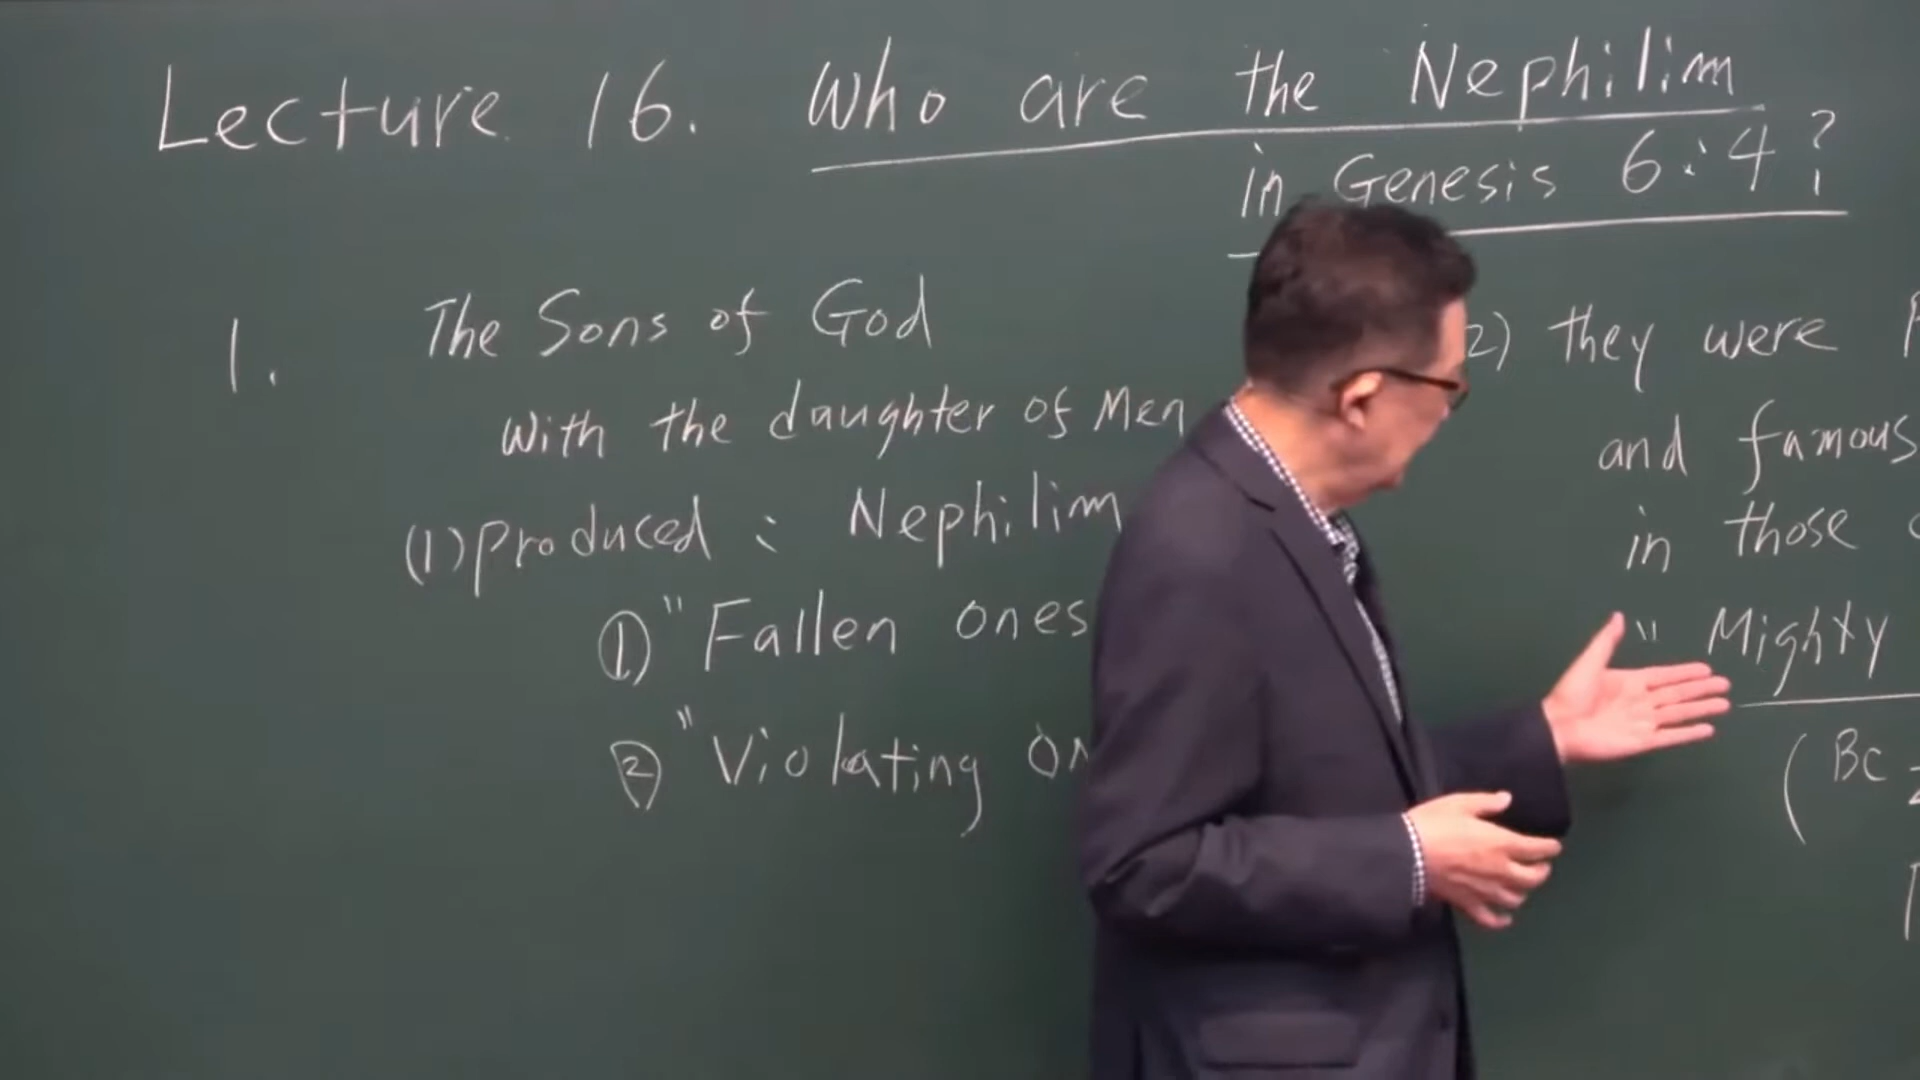 Lecture 16. Who are the Nephilim
in Genesis 6:4?
1. The Sons of God
with the daughter of Men
(1) produced : Nephilim
① "Fallen ones
② "Violating
2) they were
and famous
in those
" Mighty
( BC